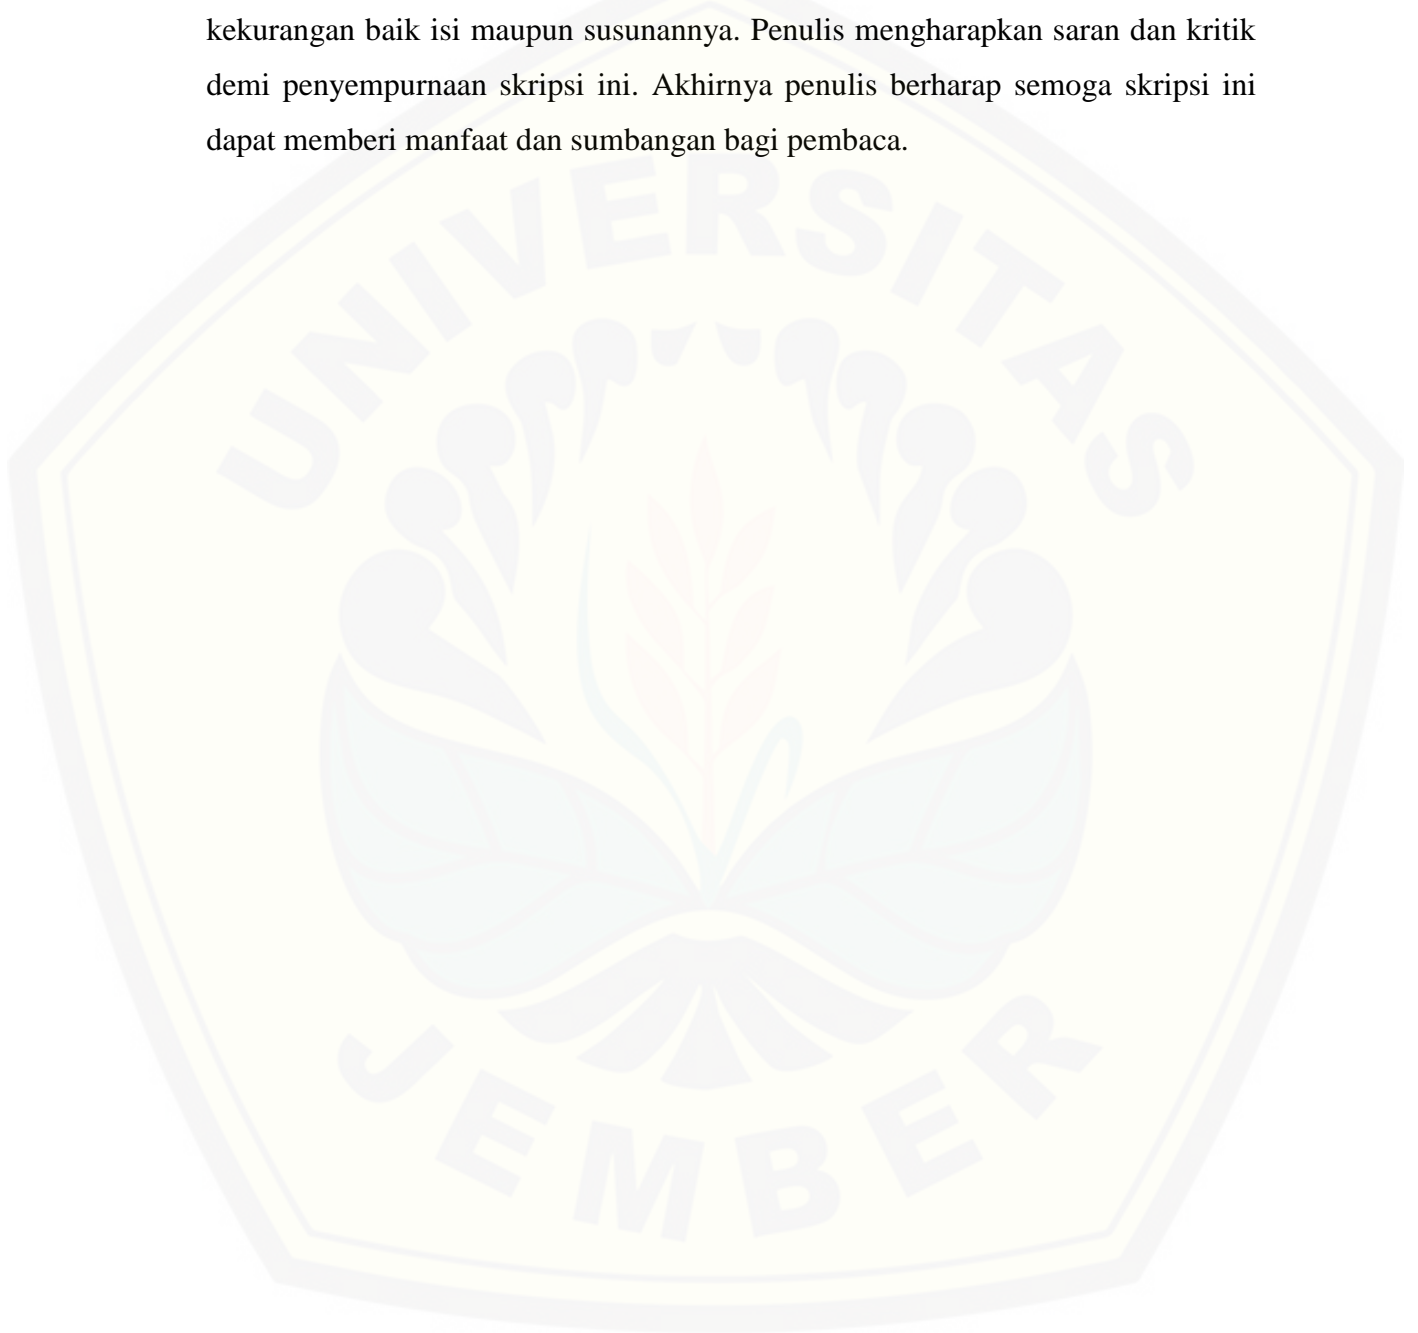 kekurangan baik isi maupun susunannya. Penulis mengharapkan saran dan kritik
demi penyempurnaan skripsi ini. Akhirnya penulis berharap semoga skripsi ini
dapat memberi manfaat dan sumbangan bagi pembaca.
UNIVERSITAS
JEMBER